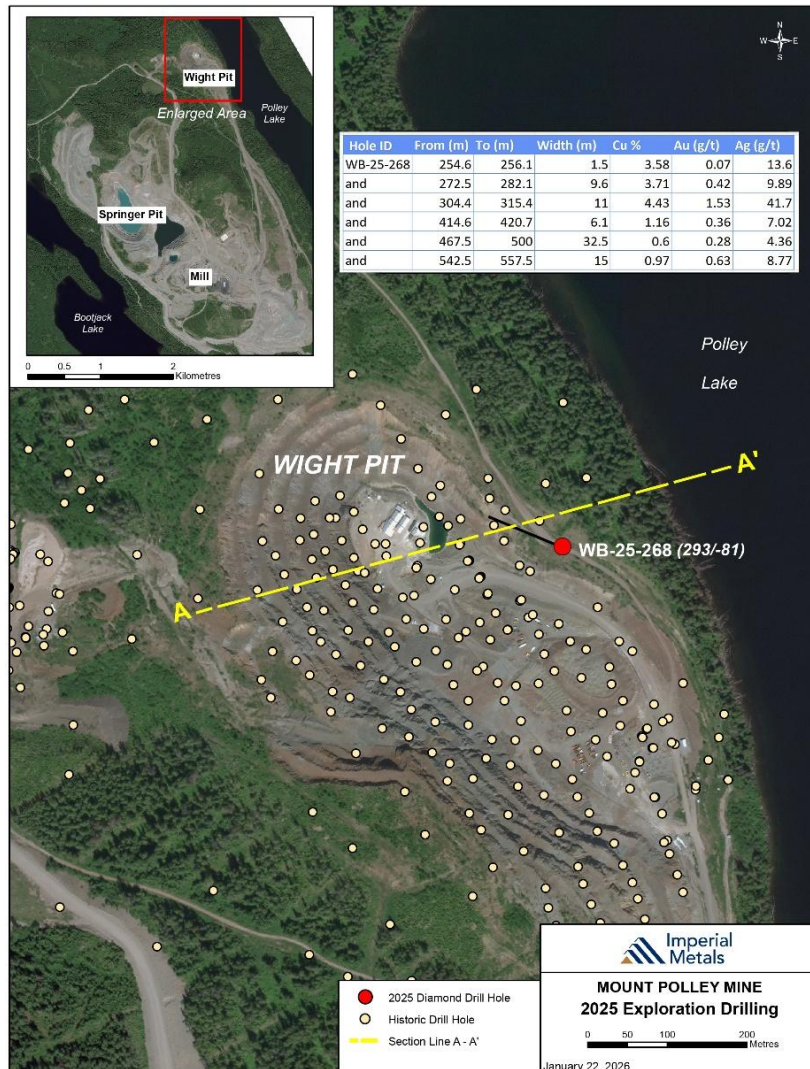 Wight Pit
Enlarged Area
Polley
Lake
Springer Pit
Mill
Bootjack
Lake
0 0.5 1 2
Kilometres
N
W E
S
Hole ID From (m) To (m) Width (m) Cu % Au (g/t) Ag (g/t)
WB-25-268 254.6 256.1 1.5 3.58 0.07 13.6
and 272.5 282.1 9.6 3.71 0.42 9.89
and 304.4 315.4 11 4.43 1.53 41.7
and 414.6 420.7 6.1 1.16 0.36 7.02
and 467.5 500 32.5 0.6 0.28 4.36
and 542.5 557.5 15 0.97 0.63 8.77
Polley
Lake
WIGHT PIT
A'
WB-25-268 (293/-81)
A
2025 Diamond Drill Hole
Historic Drill Hole
Section Line A - A'
Imperial
Metals
MOUNT POLLEY MINE
2025 Exploration Drilling
0 50 100 200
Metres
January 22, 2026